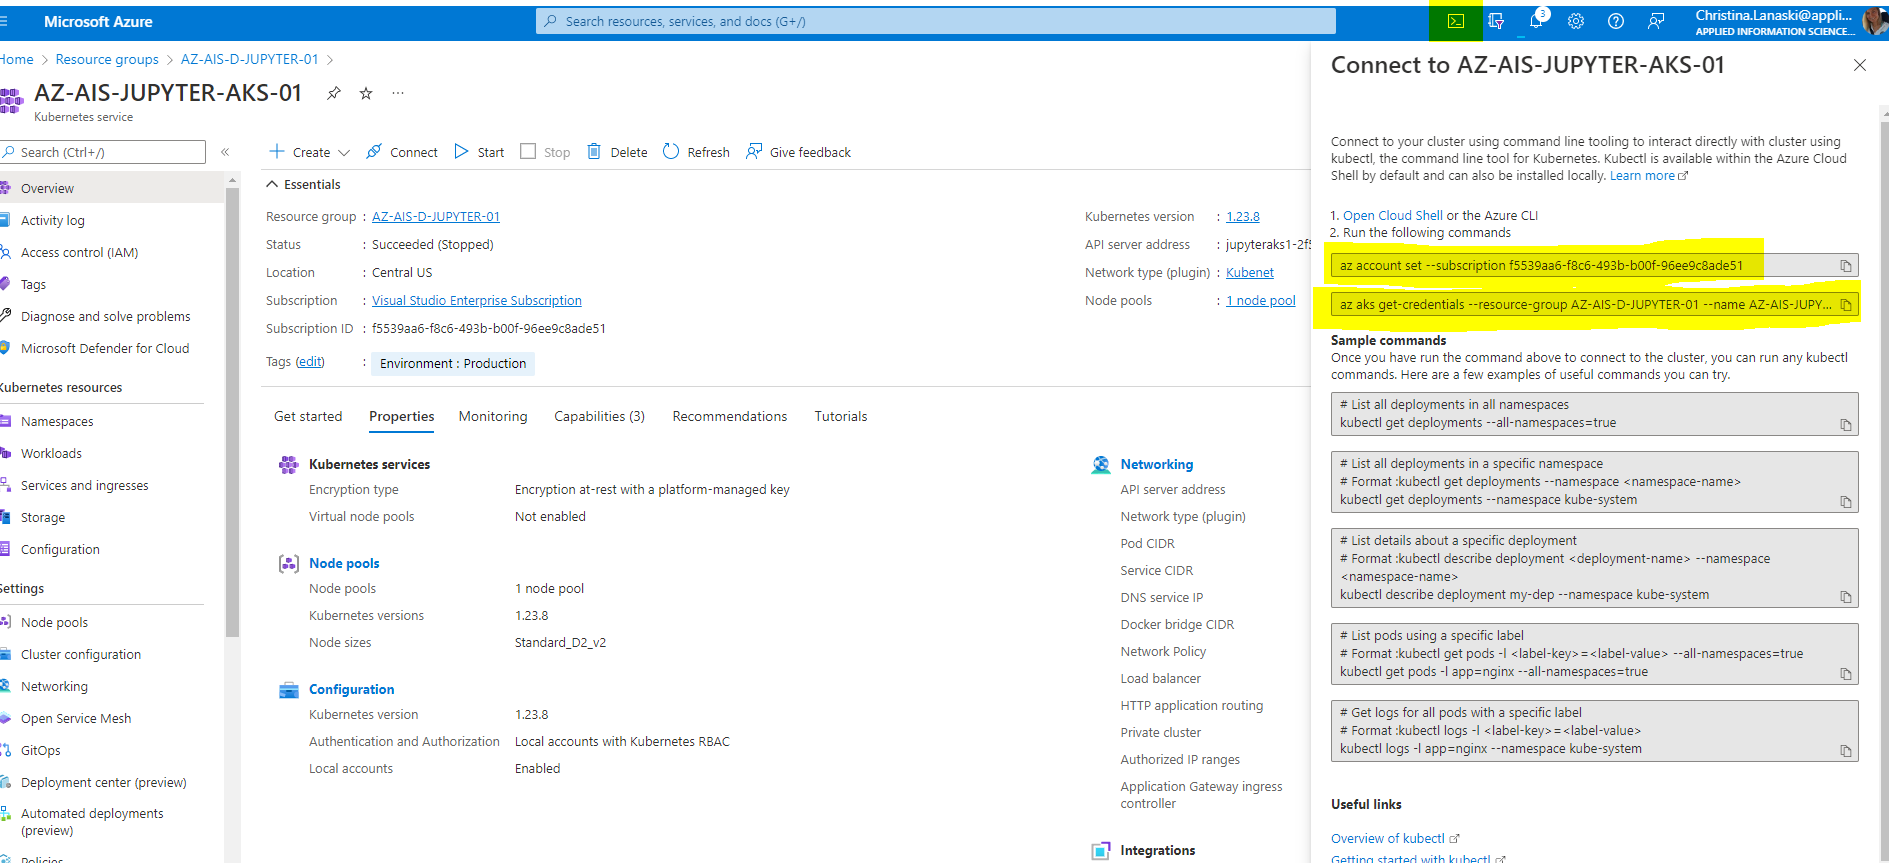 Microsoft Azure
Search resources, services, and docs (G+/)
3
Christina.Lanaski@appli...
APPLIED INFORMATION SCIENCE...
Home > Resource groups > AZ-AIS-D-JUPYTER-01 >
AZ-AIS-JUPYTER-AKS-01
Kubernetes service
Search (Ctrl+/)
«
Overview
Activity log
Access control (IAM)
Tags
Diagnose and solve problems
Microsoft Defender for Cloud
Kubernetes resources
Namespaces
Workloads
Services and ingresses
Storage
Configuration
Settings
Node pools
Cluster configuration
Networking
Open Service Mesh
GitOps
Deployment center (preview)
Automated deployments
(preview)
Policies
Create Connect Start Stop Delete Refresh Give feedback
Essentials
Resource group : AZ-AIS-D-JUPYTER-01
Status : Succeeded (Stopped)
Location : Central US
Subscription : Visual Studio Enterprise Subscription
Subscription ID : f5539aa6-f8c6-493b-b00f-96ee9c8ade51
Tags (edit) : Environment : Production
Kubernetes version : 1.23.8
API server address : jupyteraks1-2f5
Network type (plugin) : Kubenet
Node pools : 1 node pool
Get started Properties Monitoring Capabilities (3) Recommendations Tutorials
Kubernetes services
Encryption type Encryption at-rest with a platform-managed key
Virtual node pools Not enabled
Node pools
Node pools 1 node pool
Kubernetes versions 1.23.8
Node sizes Standard_D2_v2
Configuration
Kubernetes version 1.23.8
Authentication and Authorization Local accounts with Kubernetes RBAC
Local accounts Enabled
Networking
API server address
Network type (plugin)
Pod CIDR
Service CIDR
DNS service IP
Docker bridge CIDR
Network Policy
Load balancer
HTTP application routing
Private cluster
Authorized IP ranges
Application Gateway ingress
controller
Integrations
Connect to AZ-AIS-JUPYTER-AKS-01
Connect to your cluster using command line tooling to interact directly with cluster using
kubectl, the command line tool for Kubernetes. Kubectl is available within the Azure Cloud
Shell by default and can also be installed locally. Learn more
1. Open Cloud Shell or the Azure CLI
2. Run the following commands
az account set --subscription f5539aa6-f8c6-493b-b00f-96ee9c8ade51
az aks get-credentials --resource-group AZ-AIS-D-JUPYTER-01 --name AZ-AIS-JUPY...
Sample commands
Once you have run the command above to connect to the cluster, you can run any kubectl
commands. Here are a few examples of useful commands you can try.
# List all deployments in all namespaces
kubectl get deployments --all-namespaces=true
# List all deployments in a specific namespace
# Format :kubectl get deployments --namespace <namespace-name>
kubectl get deployments --namespace kube-system
# List details about a specific deployment
# Format :kubectl describe deployment <deployment-name> --namespace
<namespace-name>
kubectl describe deployment my-dep --namespace kube-system
# List pods using a specific label
# Format :kubectl get pods -l <label-key>=<label-value> --all-namespaces=true
kubectl get pods -l app=nginx --all-namespaces=true
# Get logs for all pods with a specific label
# Format :kubectl logs -l <label-key>=<label-value>
kubectl logs -l app=nginx --namespace kube-system
Useful links
Overview of kubectl
Getting started with kubectl